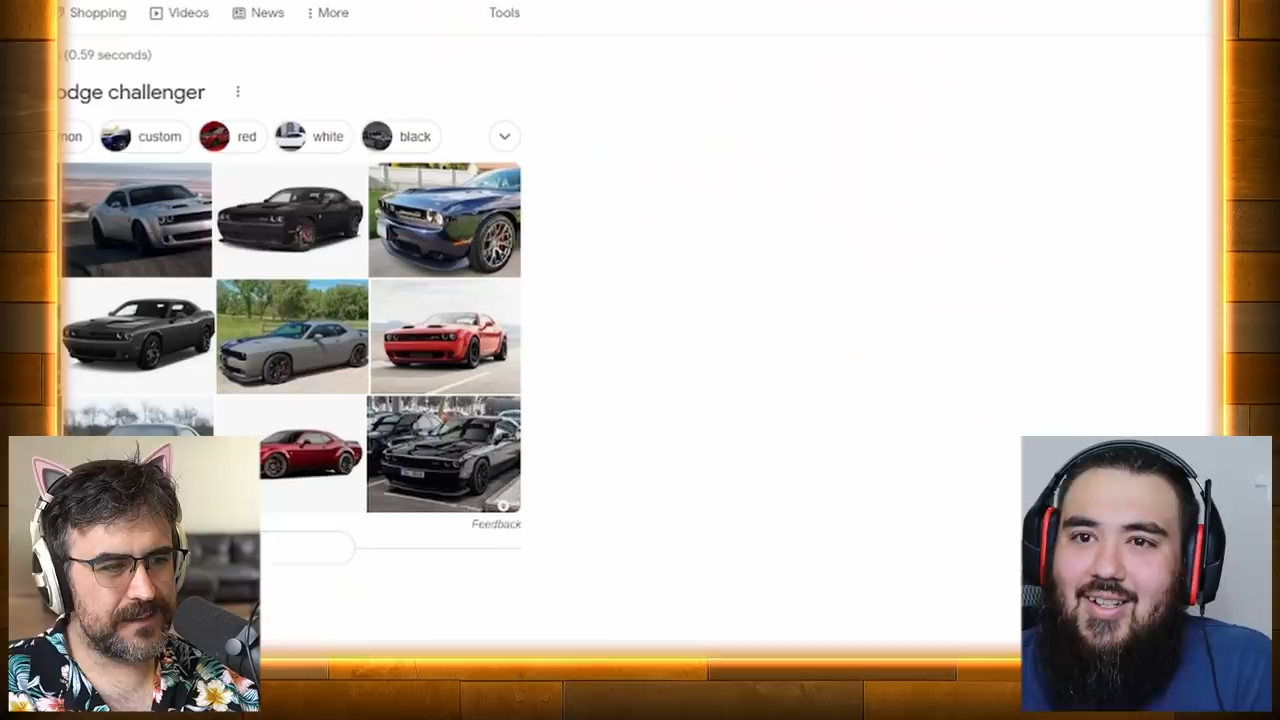 Shopping Videos News More Tools
(0.59 seconds)
odge challenger
mon custom red white black
Feedback